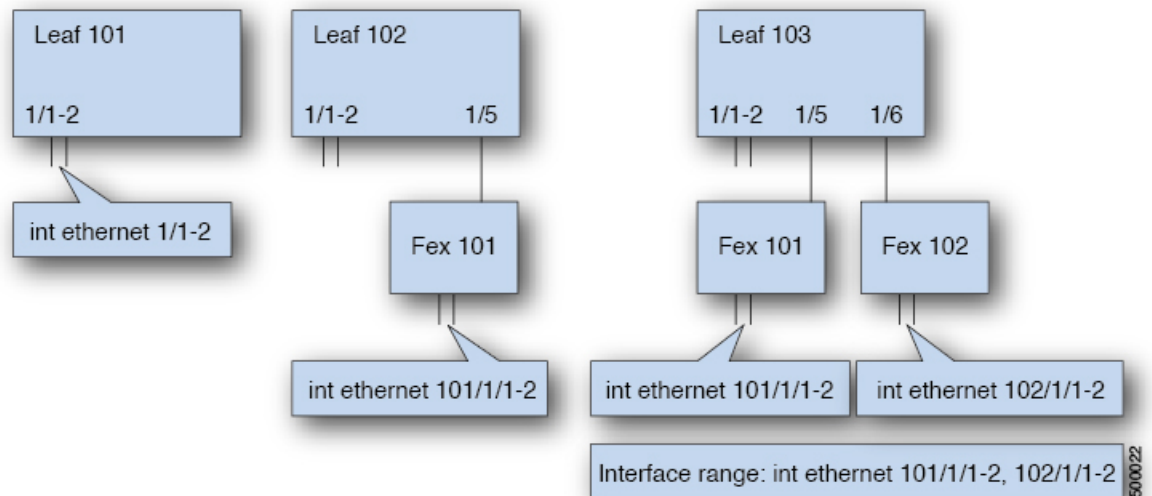 Leaf 101
1/1-2
int ethernet 1/1-2
Leaf 102
1/1-2 1/5
Fex 101
int ethernet 101/1/1-2
Leaf 103
1/1-2 1/5 1/6
Fex 101
Fex 102
int ethernet 101/1/1-2
int ethernet 102/1/1-2
Interface range: int ethernet 101/1/1-2, 102/1/1-2
500022